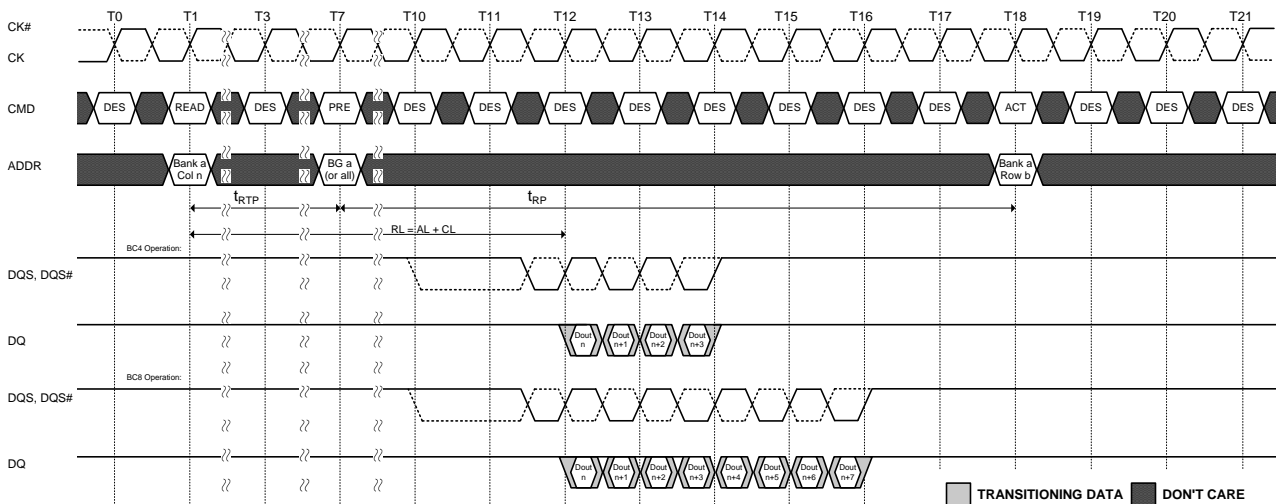 T0 T1 T3 T7 T10 T11 T12 T13 T14 T15 T16 T17 T18 T19 T20 T21
CK#
CK
CMD DES READ DES PRE DES DES DES DES DES DES DES DES ACT DES DES DES
ADDR Bank a Col n BG a (or all) Bank a Row b
tRTP tRP
RL = AL + CL
BC4 Operation:
DQS, DQS#
DQ Dout n Dout n+1 Dout n+2 Dout n+3
BC8 Operation:
DQS, DQS#
DQ Dout n Dout n+1 Dout n+2 Dout n+3 Dout n+4 Dout n+5 Dout n+6 Dout n+7
TRANSITIONING DATA DON'T CARE